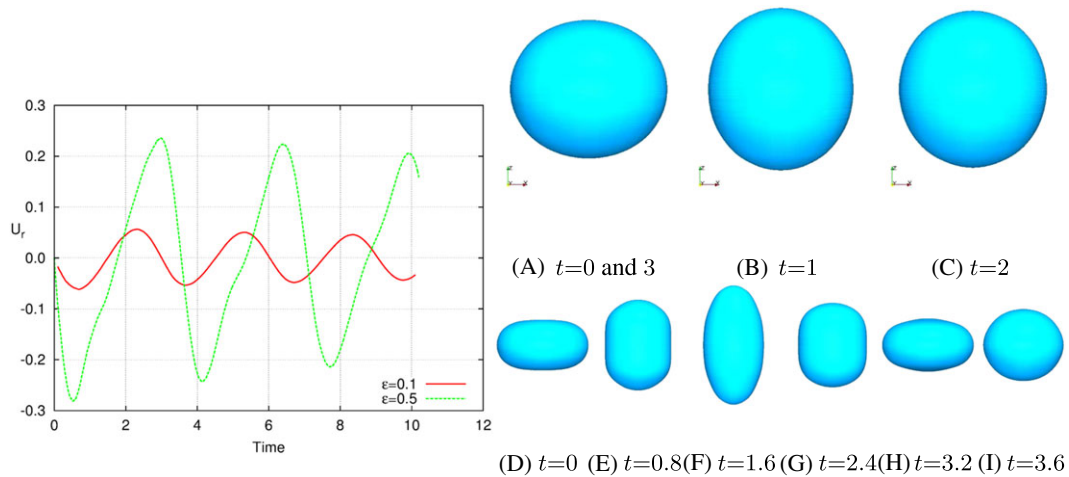 0.3
0.2
0.1
0.0
-0.1
-0.2
-0.3
Ur
0 2 4 6 8 10 12
Time
ε=0.1
ε=0.5
(A) t=0 and 3 (B) t=1 (C) t=2
(D) t=0 (E) t=0.8 (F) t=1.6 (G) t=2.4 (H) t=3.2 (I) t=3.6